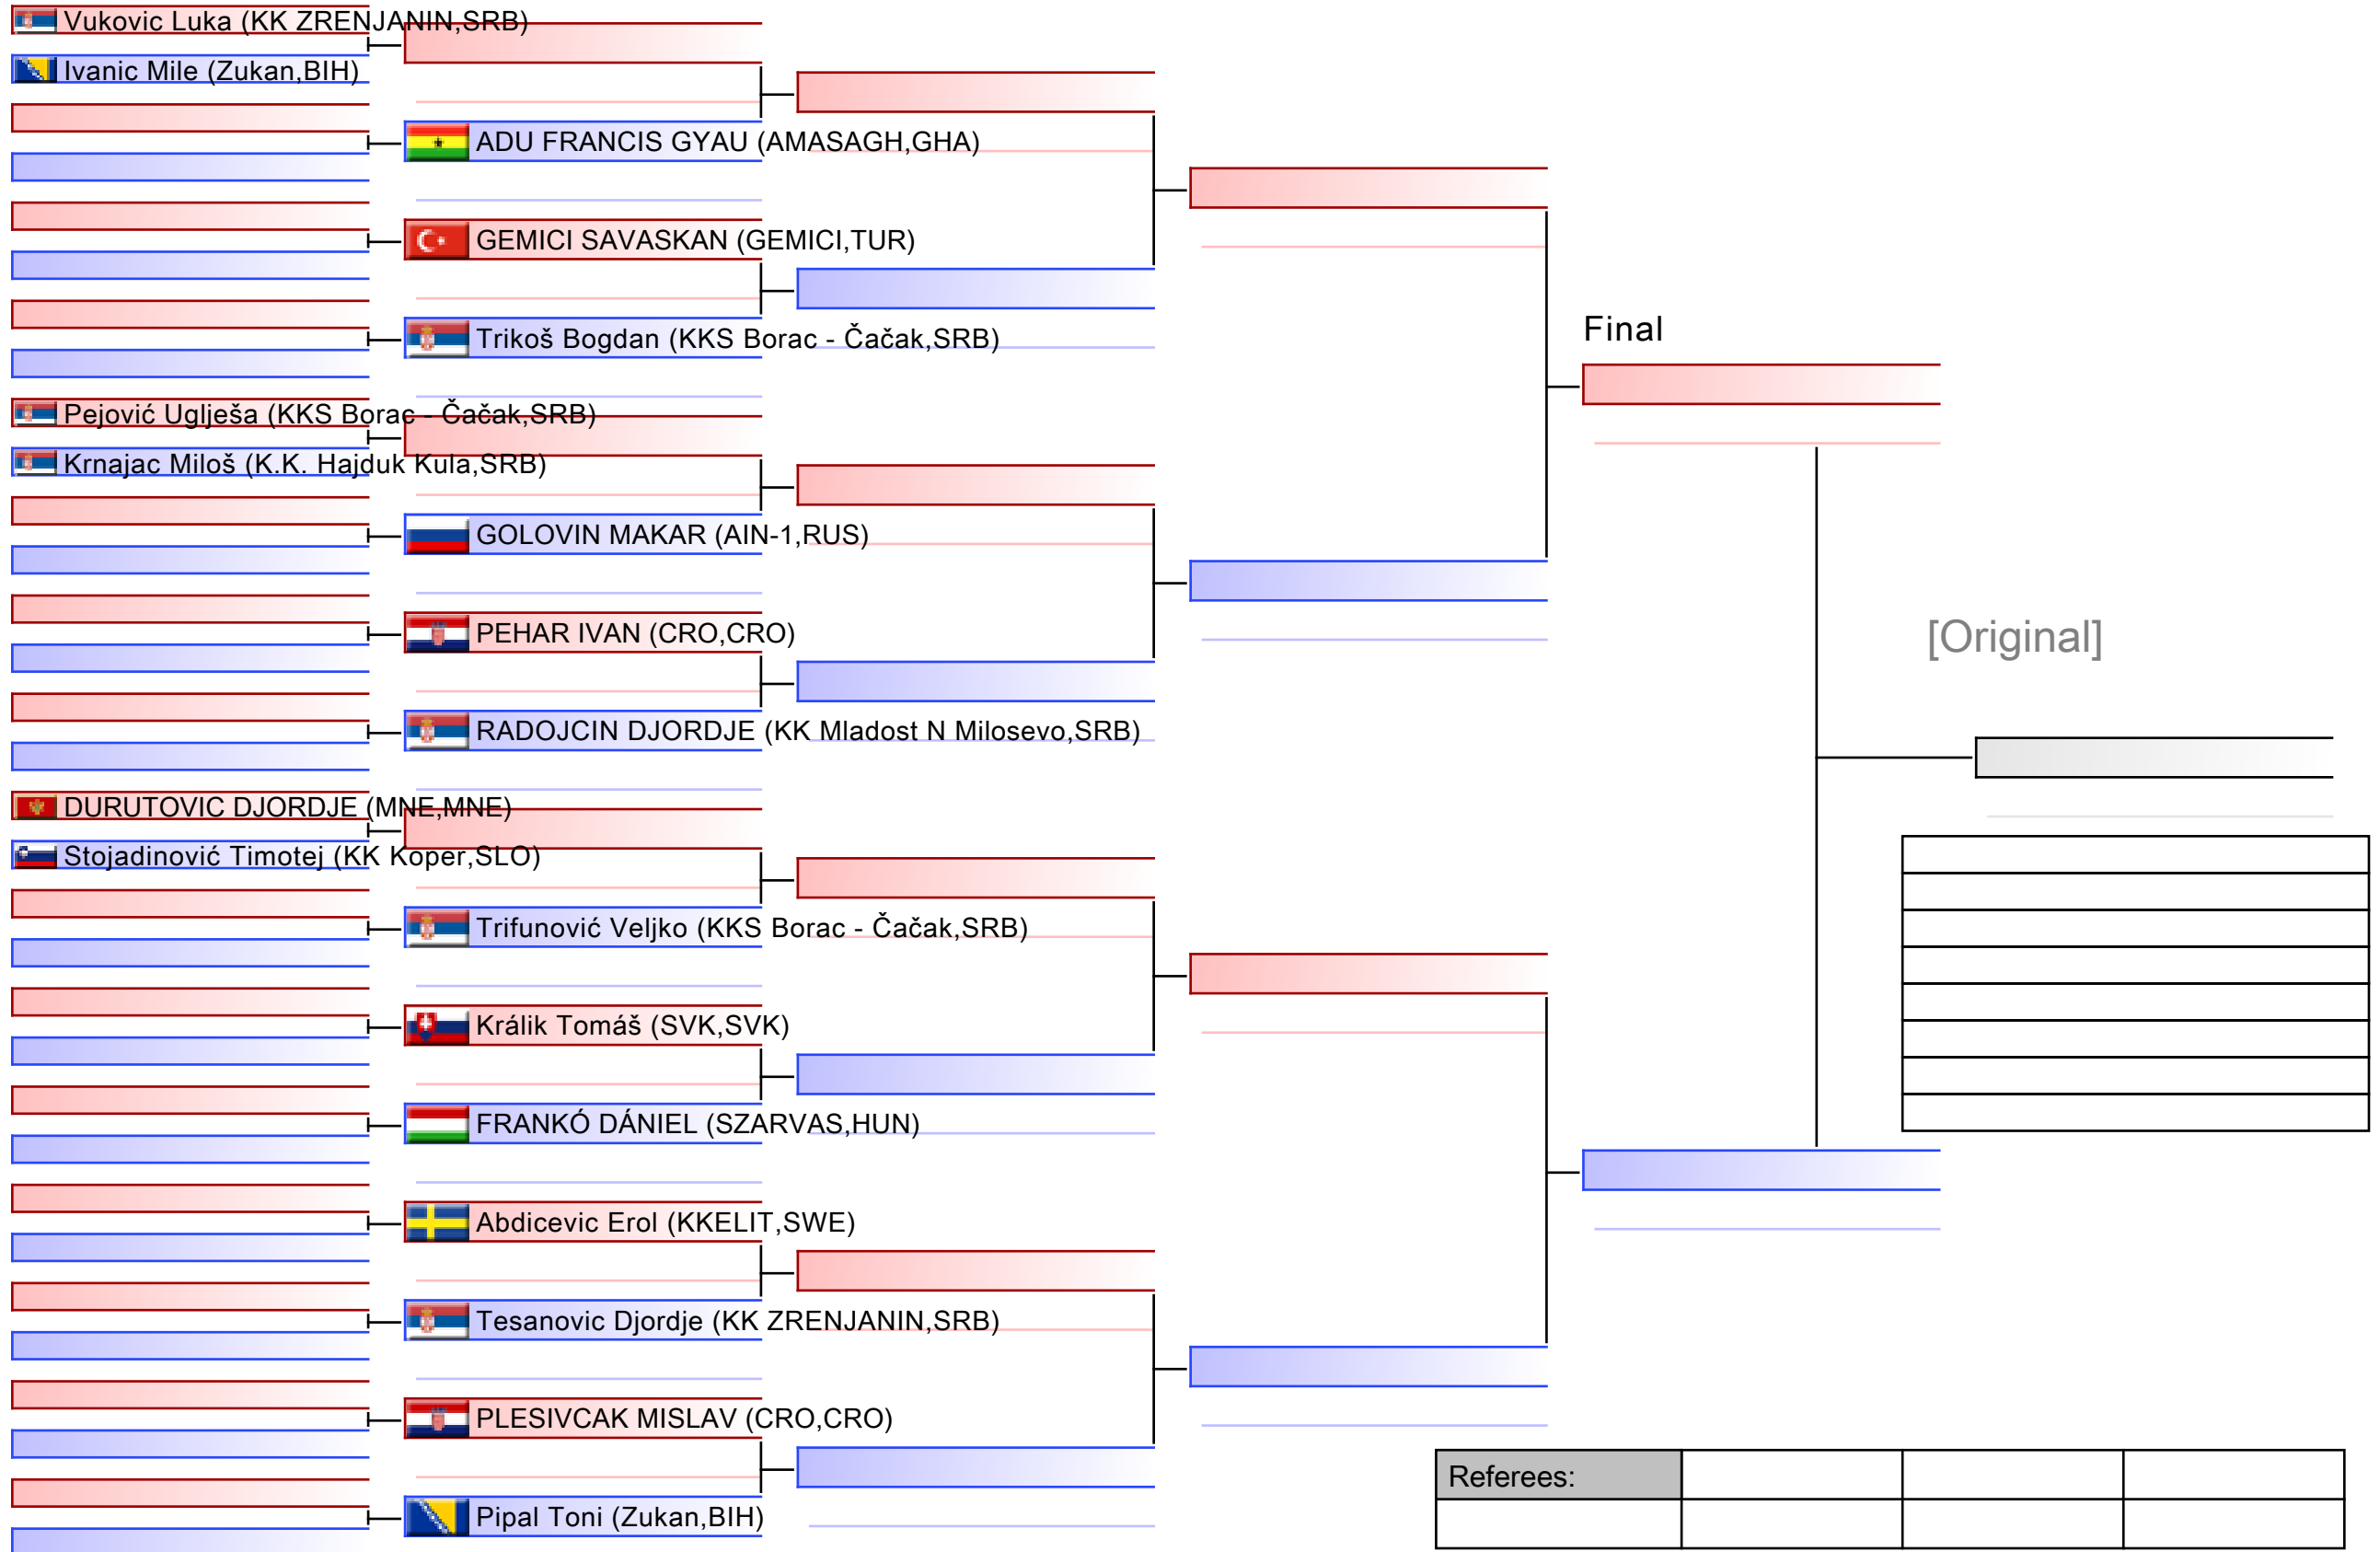 Vukovic Luka (KK ZRENJANIN,SRB)
Ivanic Mile (Zukan,BIH)
ADU FRANCIS GYAU (AMASAGH,GHA)
GEMICI SAVASKAN (GEMICI,TUR)
Trikoš Bogdan (KKS Borac - Čačak,SRB)
Pejović Uglješa (KKS Borac - Čačak,SRB)
Krnajac Miloš (K.K. Hajduk Kula,SRB)
GOLOVIN MAKAR (AIN-1,RUS)
PEHAR IVAN (CRO,CRO)
RADOJCIN DJORDJE (KK Mladost N Milosevo,SRB)
DURUTOVIC DJORDJE (MNE,MNE)
Stojadinović Timotej (KK Koper,SLO)
Trifunović Veljko (KKS Borac - Čačak,SRB)
Králik Tomáš (SVK,SVK)
FRANKÓ DÁNIEL (SZARVAS,HUN)
Abdicevic Erol (KKELIT,SWE)
Tesanovic Djordje (KK ZRENJANIN,SRB)
PLESIVCAK MISLAV (CRO,CRO)
Pipal Toni (Zukan,BIH)
Final
[Original]
Referees: